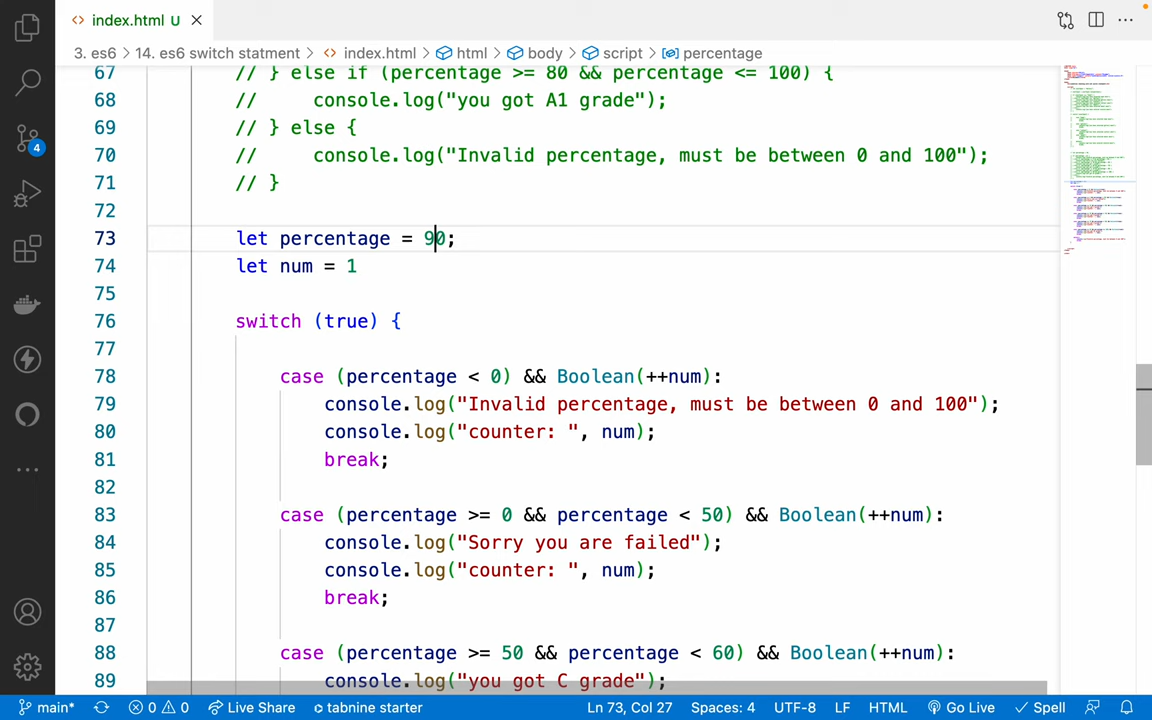 index.html U
3. es6 > 14. es6 switch statment > index.html > html > body > script > percentage
67 // } else if (percentage >= 80 && percentage <= 100) {
68 // console.log("you got A1 grade");
69 // } else {
70 // console.log("Invalid percentage, must be between 0 and 100");
71 // }
72
73 let percentage = 90;
74 let num = 1
75
76 switch (true) {
77
78 case (percentage < 0) && Boolean(++num):
79 console.log("Invalid percentage, must be between 0 and 100");
80 console.log("counter: ", num);
81 break;
82
83 case (percentage >= 0 && percentage < 50) && Boolean(++num):
84 console.log("Sorry you are failed");
85 console.log("counter: ", num);
86 break;
87
88 case (percentage >= 50 && percentage < 60) && Boolean(++num):
89 console.log("you got C grade");
4
main* 0 0 Live Share tabnine starter Ln 73, Col 27 Spaces: 4 UTF-8 LF HTML Go Live Spell